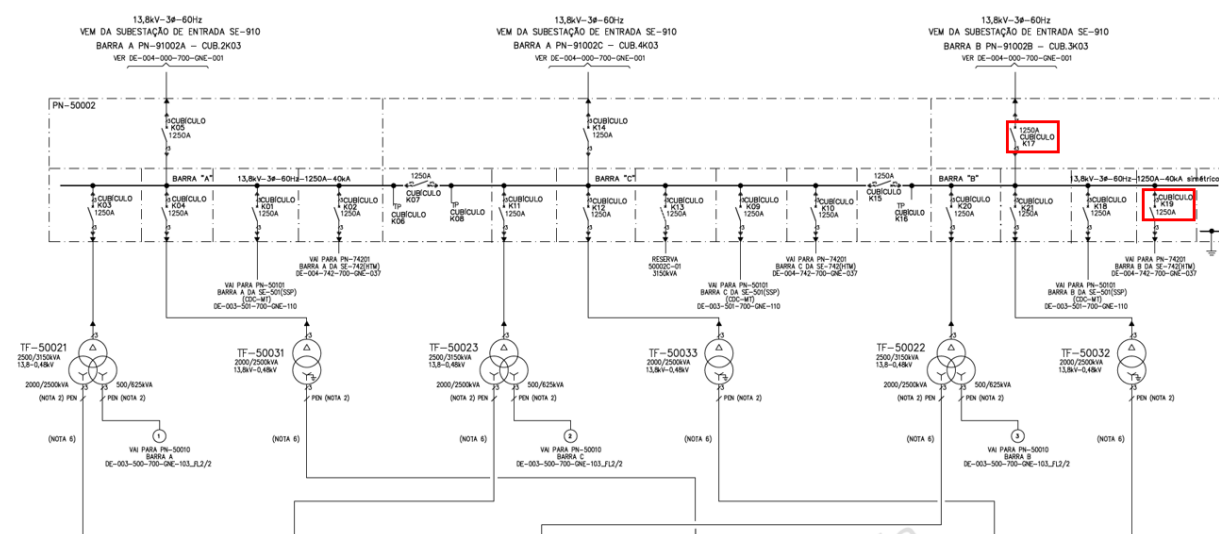 13,8kV-3ø-60Hz
VEM DA SUBESTAÇÃO DE ENTRADA SE-910
BARRA A PN-91002A - CUB.2K03
VER DE-004-000-700-GNE-001
13,8kV-3ø-60Hz
VEM DA SUBESTAÇÃO DE ENTRADA SE-910
BARRA A PN-91002C - CUB.4K03
VER DE-004-000-700-GNE-001
13,8kV-3ø-60Hz
VEM DA SUBESTAÇÃO DE ENTRADA SE-910
BARRA B PN-91002B - CUB.3K03
VER DE-004-000-700-GNE-001
PN-50002
3
CUBÍCULO
K05
1250A
3
3
CUBÍCULO
K14
1250A
3
3
1250A
CUBÍCULO
K17
3
BARRA "A"
13,8kV-3ø-60Hz-1250A-40kA
1250A
CUBÍCULO
K07
BARRA "C"
1250A
CUBÍCULO
K15
BARRA "B"
13,8kV-3ø-60Hz-1250A-40kA simétrico
CUBÍCULO
K03
1250A
CUBÍCULO
K04
1250A
CUBÍCULO
K01
1250A
CUBÍCULO
K02
1250A
TP
CUBÍCULO
K06
TP
CUBÍCULO
K08
CUBÍCULO
K11
1250A
CUBÍCULO
K12
1250A
CUBÍCULO
K13
1250A
CUBÍCULO
K09
1250A
CUBÍCULO
K10
1250A
TP
CUBÍCULO
K16
CUBÍCULO
K20
1250A
CUBÍCULO
K21
1250A
CUBÍCULO
K18
1250A
CUBÍCULO
K19
1250A
VAI PARA PN-74201
BARRA A DA SE-742(HTM)
DE-004-742-700-GNE-037
RESERVA
50002C-01
3150kVA
VAI PARA PN-74201
BARRA C DA SE-742(HTM)
DE-004-742-700-GNE-037
VAI PARA PN-74201
BARRA B DA SE-742(HTM)
DE-004-742-700-GNE-037
VAI PARA PN-50101
BARRA A DA SE-501(SSP)
(CDC-MT)
DE-003-501-700-GNE-110
VAI PARA PN-50101
BARRA C DA SE-501(SSP)
(CDC-MT)
DE-003-501-700-GNE-110
VAI PARA PN-50101
BARRA B DA SE-501(SSP)
(CDC-MT)
DE-003-501-700-GNE-110
TF-50021
2500/3150kVA
13,8-0,48kV
2000/2500kVA
500/625kVA
(NOTA 2) PEN
PEN (NOTA 2)
TF-50031
2000/2500kVA
13,8kV-0,48kV
PEN (NOTA 2)
TF-50023
2500/3150kVA
13,8-0,48kV
2000/2500kVA
500/625kVA
(NOTA 2) PEN
PEN (NOTA 2)
TF-50033
2000/2500kVA
13,8kV-0,48kV
PEN (NOTA 2)
TF-50022
2500/3150kVA
13,8-0,48kV
2000/2500kVA
500/625kVA
(NOTA 2) PEN
PEN (NOTA 2)
TF-50032
2000/2500kVA
13,8kV-0,48kV
PEN (NOTA 2)
(NOTA 6)
1
VAI PARA PN-50010
BARRA A
DE-003-500-700-GNE-103_FL2/2
(NOTA 6)
(NOTA 6)
2
VAI PARA PN-50010
BARRA C
DE-003-500-700-GNE-103_FL2/2
(NOTA 6)
(NOTA 6)
3
VAI PARA PN-50010
BARRA B
DE-003-500-700-GNE-103_FL2/2
(NOTA 6)